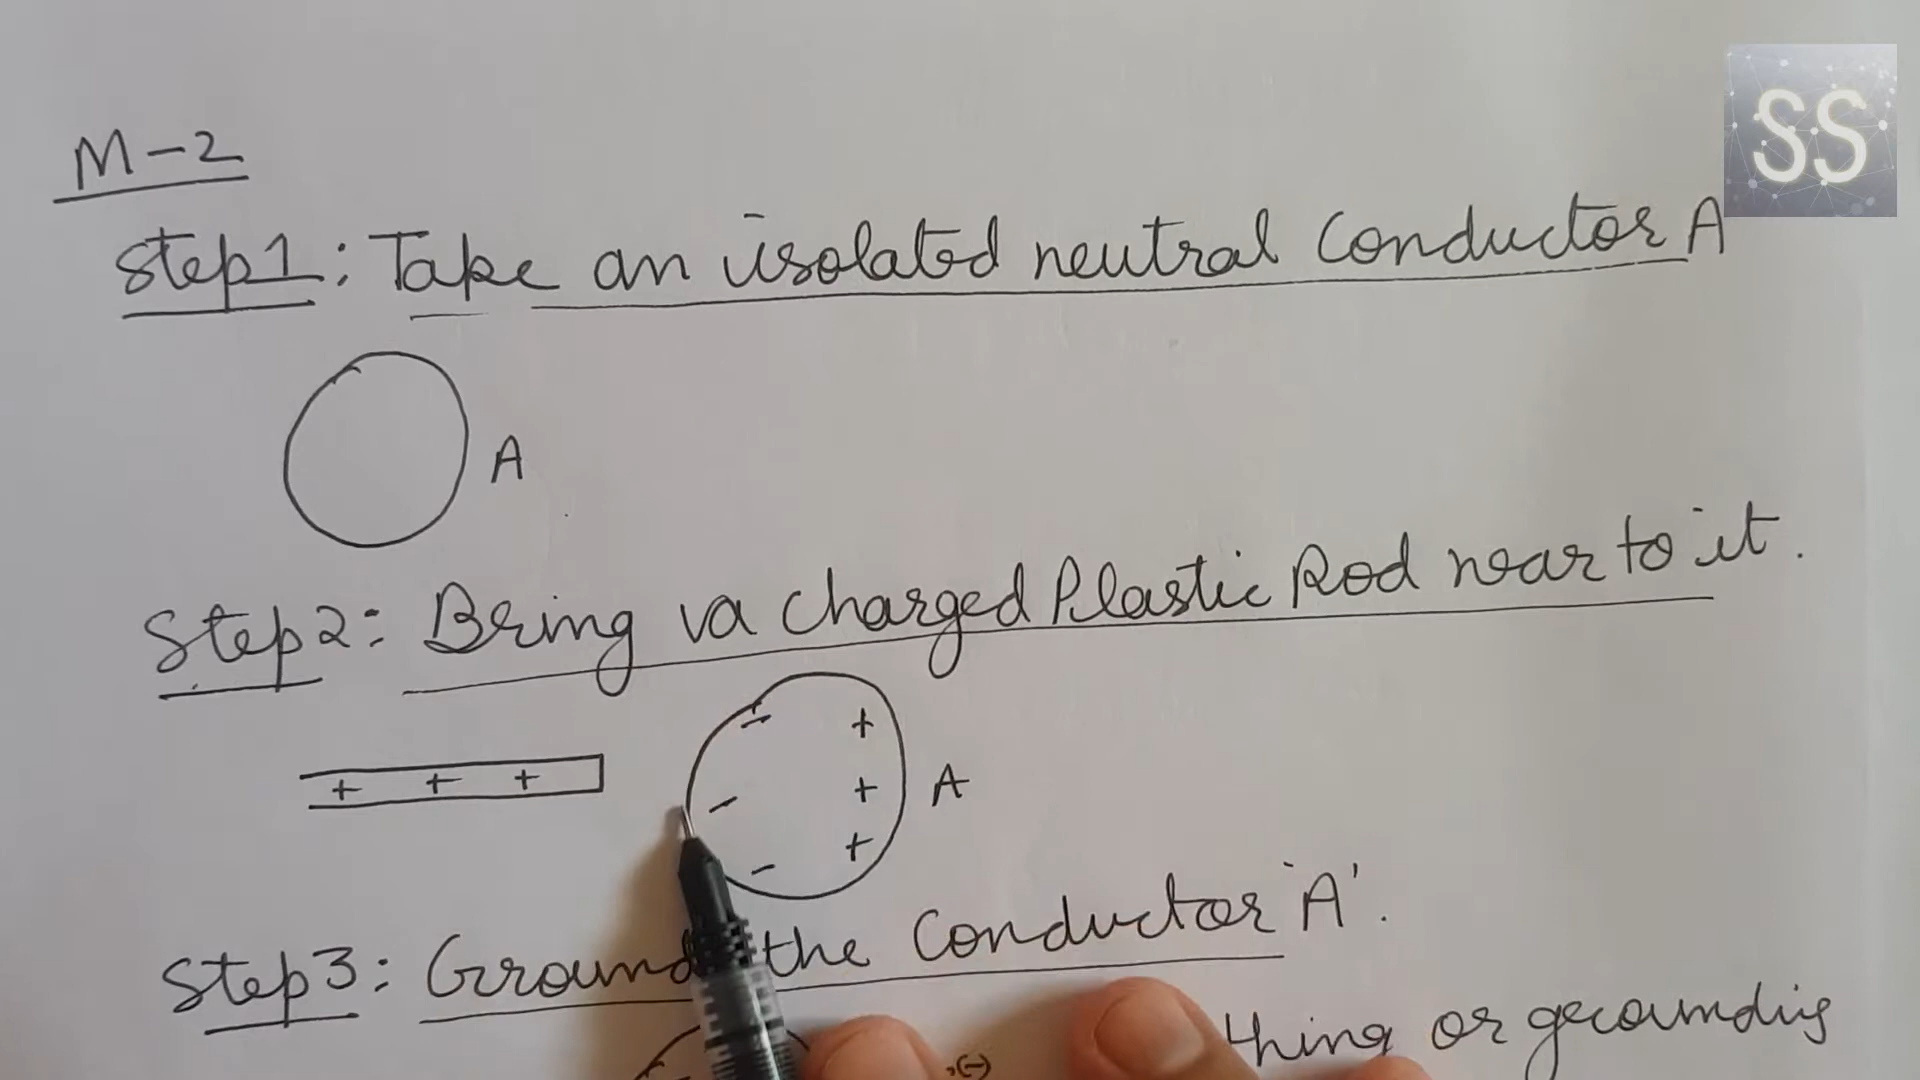 SS
M-2
Step1: Take an isolated neutral Conductor A
A
Step2: Bring a charged Plastic Rod near to it.
+ + +
- +
- +
- +
A
Step3: Ground the Conductor 'A'.
thing or grounding
(-)